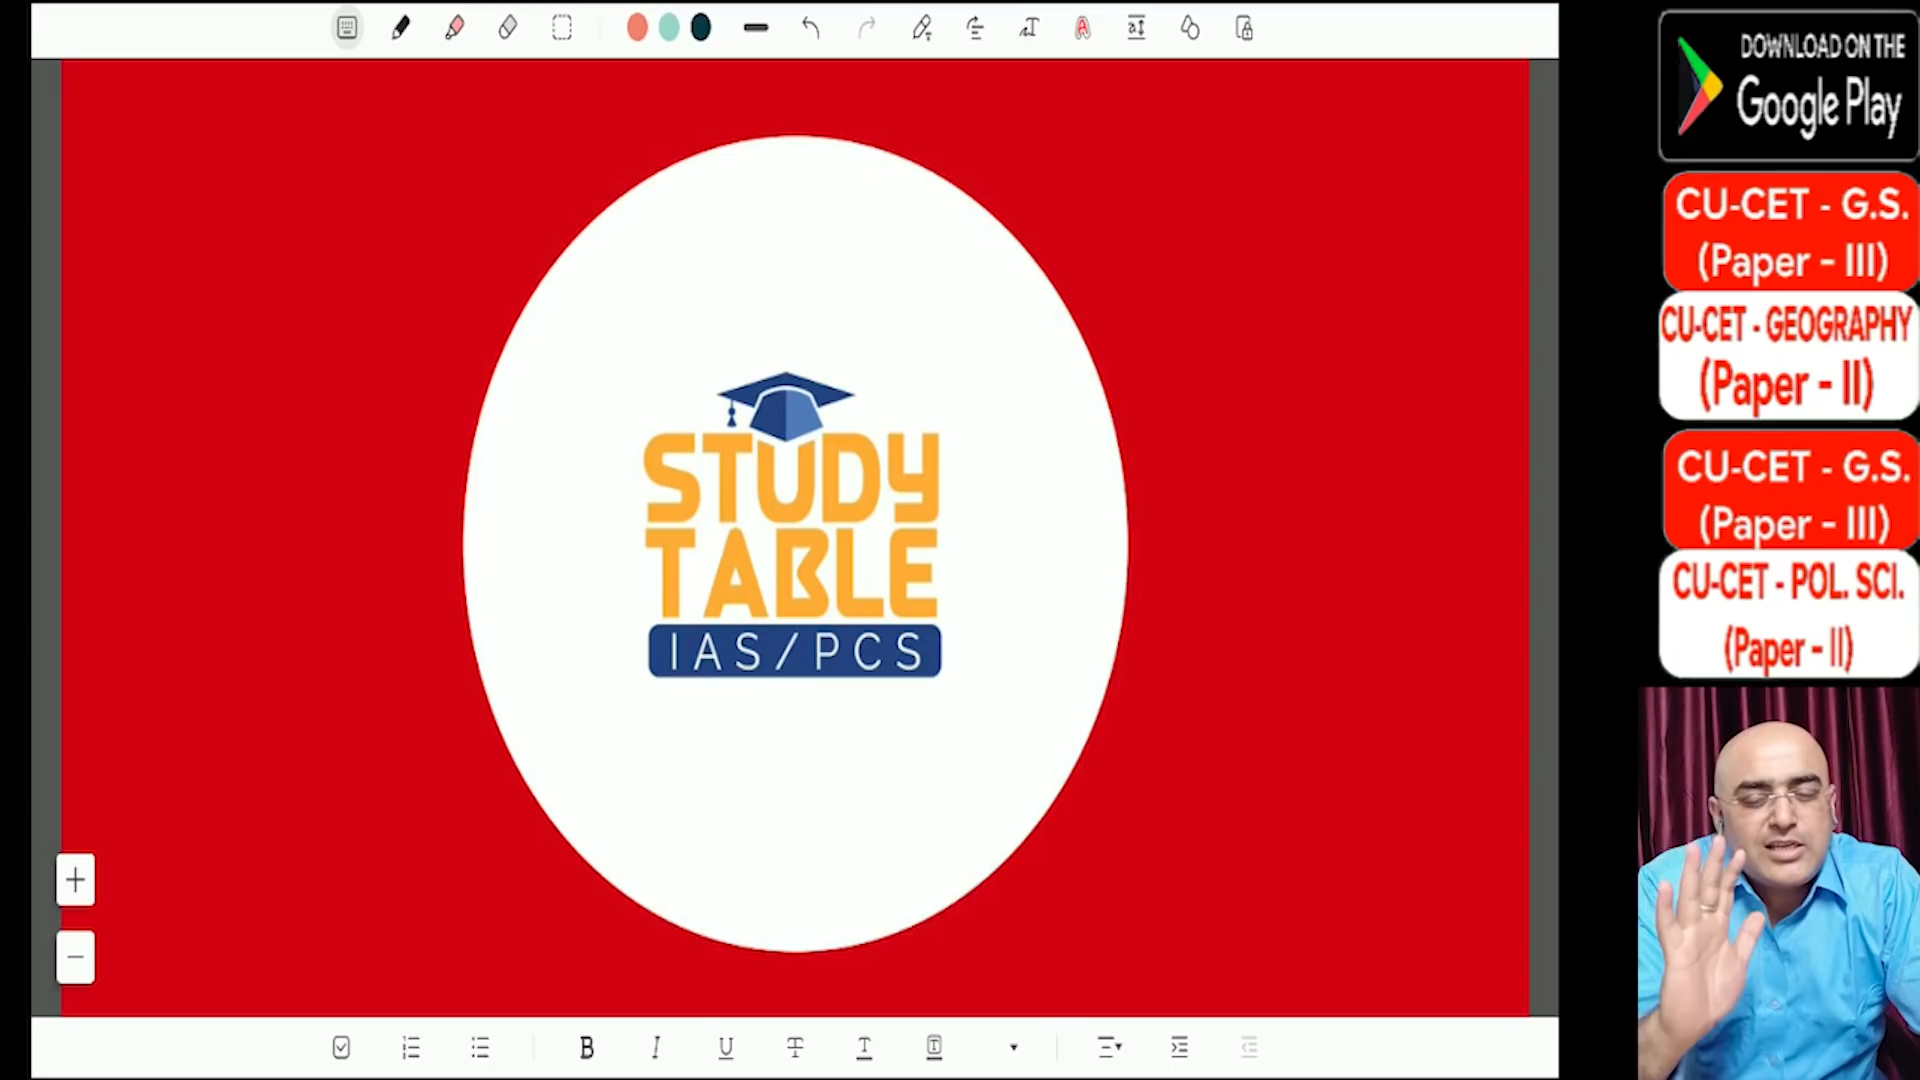 STUDY
TABLE
IAS/PCS
DOWNLOAD ON THE
Google Play
CU-CET - G.S.
(Paper - III)
CU-CET - GEOGRAPHY
(Paper - II)
CU-CET - G.S.
(Paper - III)
CU-CET - POL. SCI.
(Paper - II)